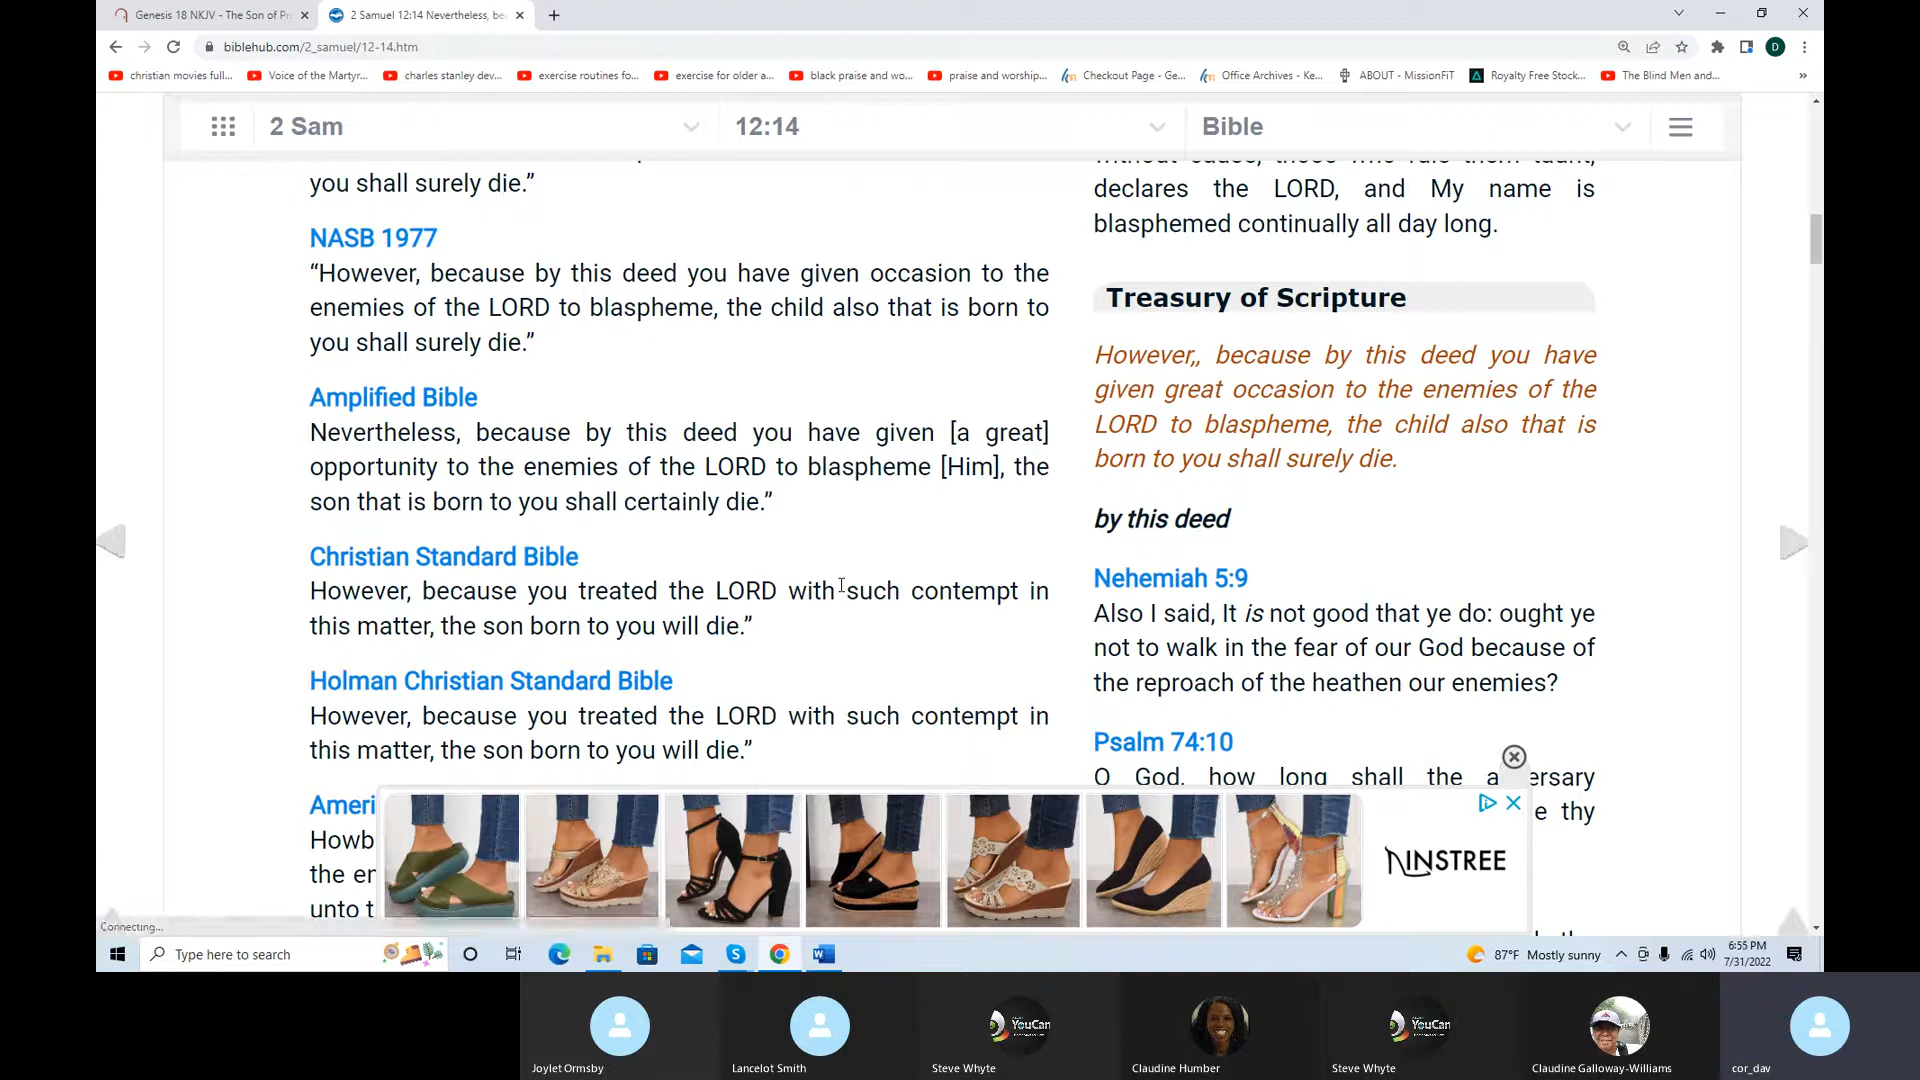 Genesis 18 NKJV - The Son of Pr
2 Samuel 12:14 Nevertheless, be
biblehub.com/2_samuel/12-14.htm
D
christian movies full...
Voice of the Martyr...
charles stanley dev...
exercise routines fo...
exercise for older a...
black praise and wo...
praise and worship...
Checkout Page - Ge...
Office Archives - Ke...
ABOUT - MissionFiT
Royalty Free Stock...
The Blind Men and...
2 Sam
12:14
Bible
you shall surely die.”
NASB 1977
“However, because by this deed you have given occasion to the
enemies of the LORD to blaspheme, the child also that is born to
you shall surely die.”
Amplified Bible
Nevertheless, because by this deed you have given [a great]
opportunity to the enemies of the LORD to blaspheme [Him], the
son that is born to you shall certainly die.”
Christian Standard Bible
However, because you treated the LORD with such contempt in
this matter, the son born to you will die.”
Holman Christian Standard Bible
However, because you treated the LORD with such contempt in
this matter, the son born to you will die.”
Ameri
Howb
the en
unto t
without cause; those who rule them taunt,
declares the LORD, and My name is
blasphemed continually all day long.
Treasury of Scripture
However,, because by this deed you have
given great occasion to the enemies of the
LORD to blaspheme, the child also that is
born to you shall surely die.
by this deed
Nehemiah 5:9
Also I said, It is not good that ye do: ought ye
not to walk in the fear of our God because of
the reproach of the heathen our enemies?
Psalm 74:10
O God, how long shall the a ersary
e thy
NINSTREE
Connecting...
Type here to search
87°F Mostly sunny
6:55 PM
7/31/2022
YouCan
YouCan
Joylet Ormsby
Lancelot Smith
Steve Whyte
Claudine Humber
Steve Whyte
Claudine Galloway-Williams
cor_dav